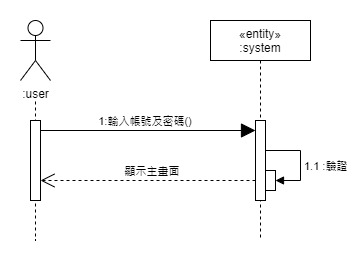 «entity»
:system
:user
1:輸入帳號及密碼()
1.1 :驗證
顯示主畫面